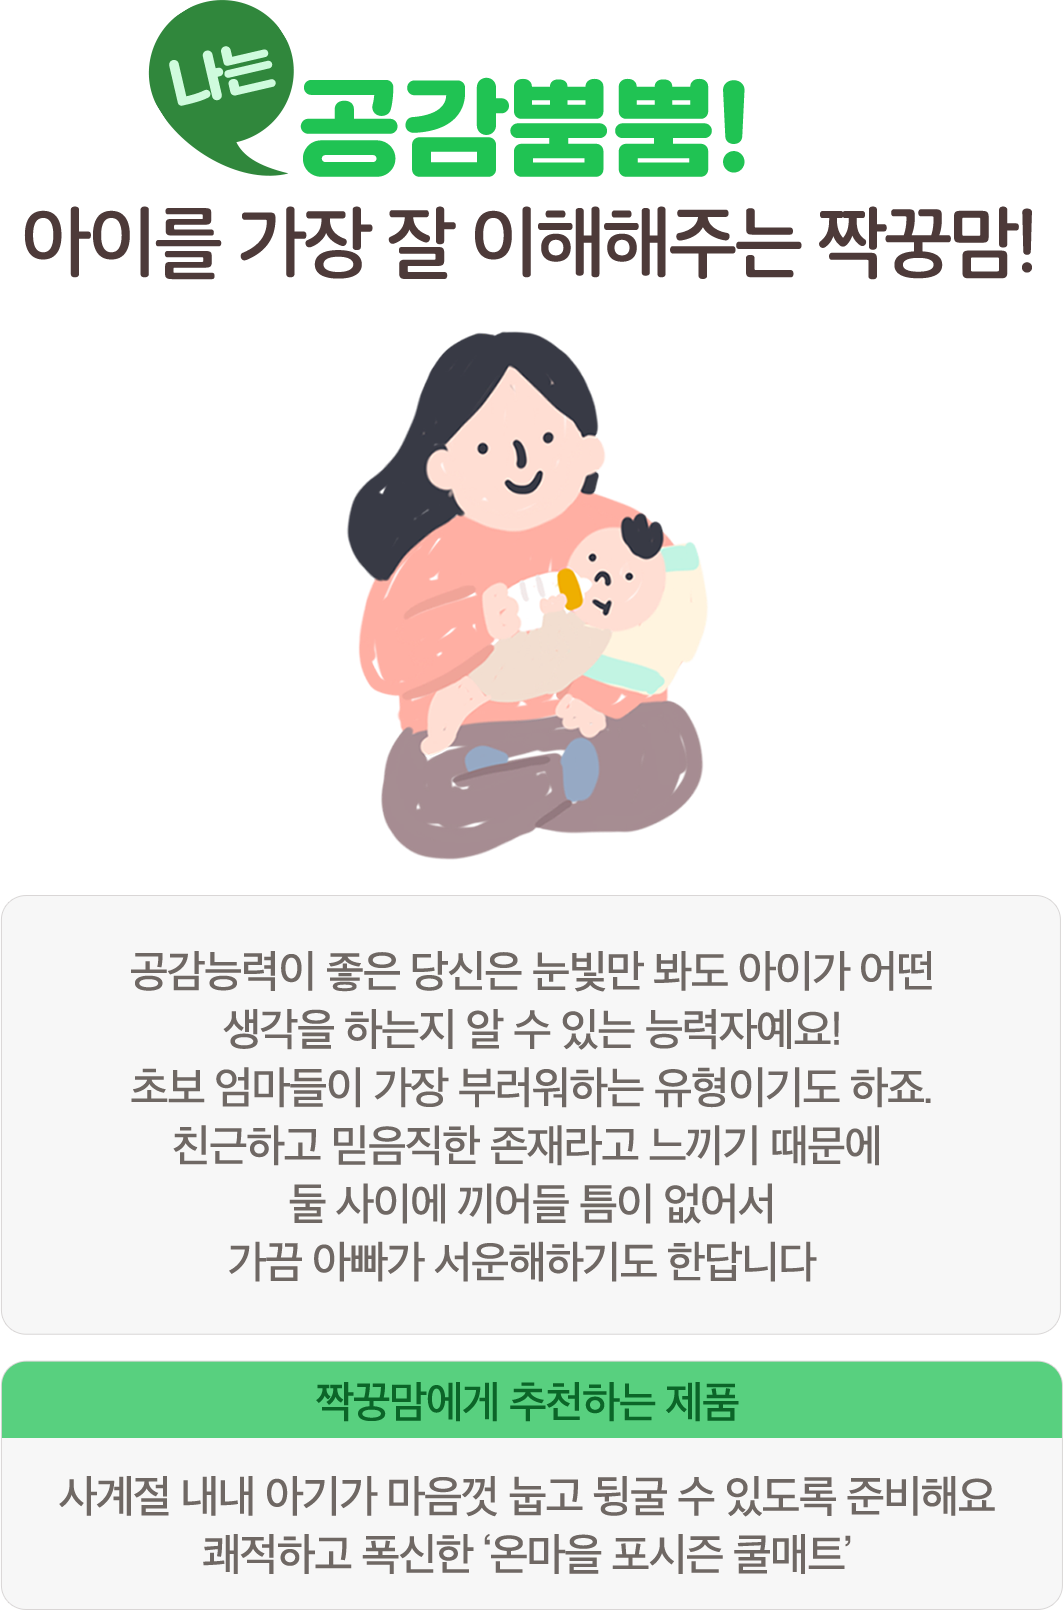 나는
공감뿜뿜!
아이를 가장 잘 이해해주는 짝꿍맘!
공감능력이 좋은 당신은 눈빛만 봐도 아이가 어떤
생각을 하는지 알 수 있는 능력자예요!
초보 엄마들이 가장 부러워하는 유형이기도 하죠.
친근하고 믿음직한 존재라고 느끼기 때문에
둘 사이에 끼어들 틈이 없어서
가끔 아빠가 서운해하기도 한답니다
짝꿍맘에게 추천하는 제품
사계절 내내 아기가 마음껏 눕고 뒹굴 수 있도록 준비해요
쾌적하고 폭신한 ‘온마을 포시즌 쿨매트’